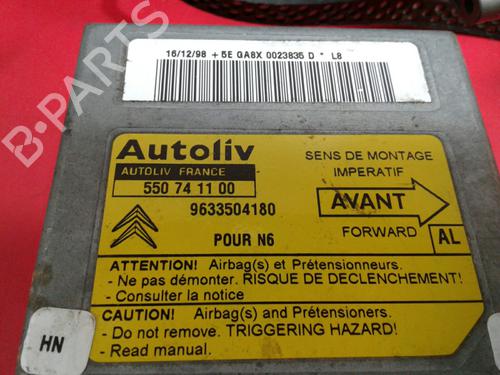 16/12/98 + 5E GA8X 0023835 D * L8
B-PARTS
Autoliv
AUTOLIV FRANCE
550 74 11 00
9633504180
POUR N6
SENS DE MONTAGE
IMPERATIF
AVANT
FORWARD
AL
ATTENTION! Airbag(s) et Prétensionneurs.
- Ne pas démonter. RISQUE DE DECLENCHEMENT!
- Consulter la notice
CAUTION! Airbag(s) and Prétensioners.
- Do not remove. TRIGGERING HAZARD!
- Read manual.
HN